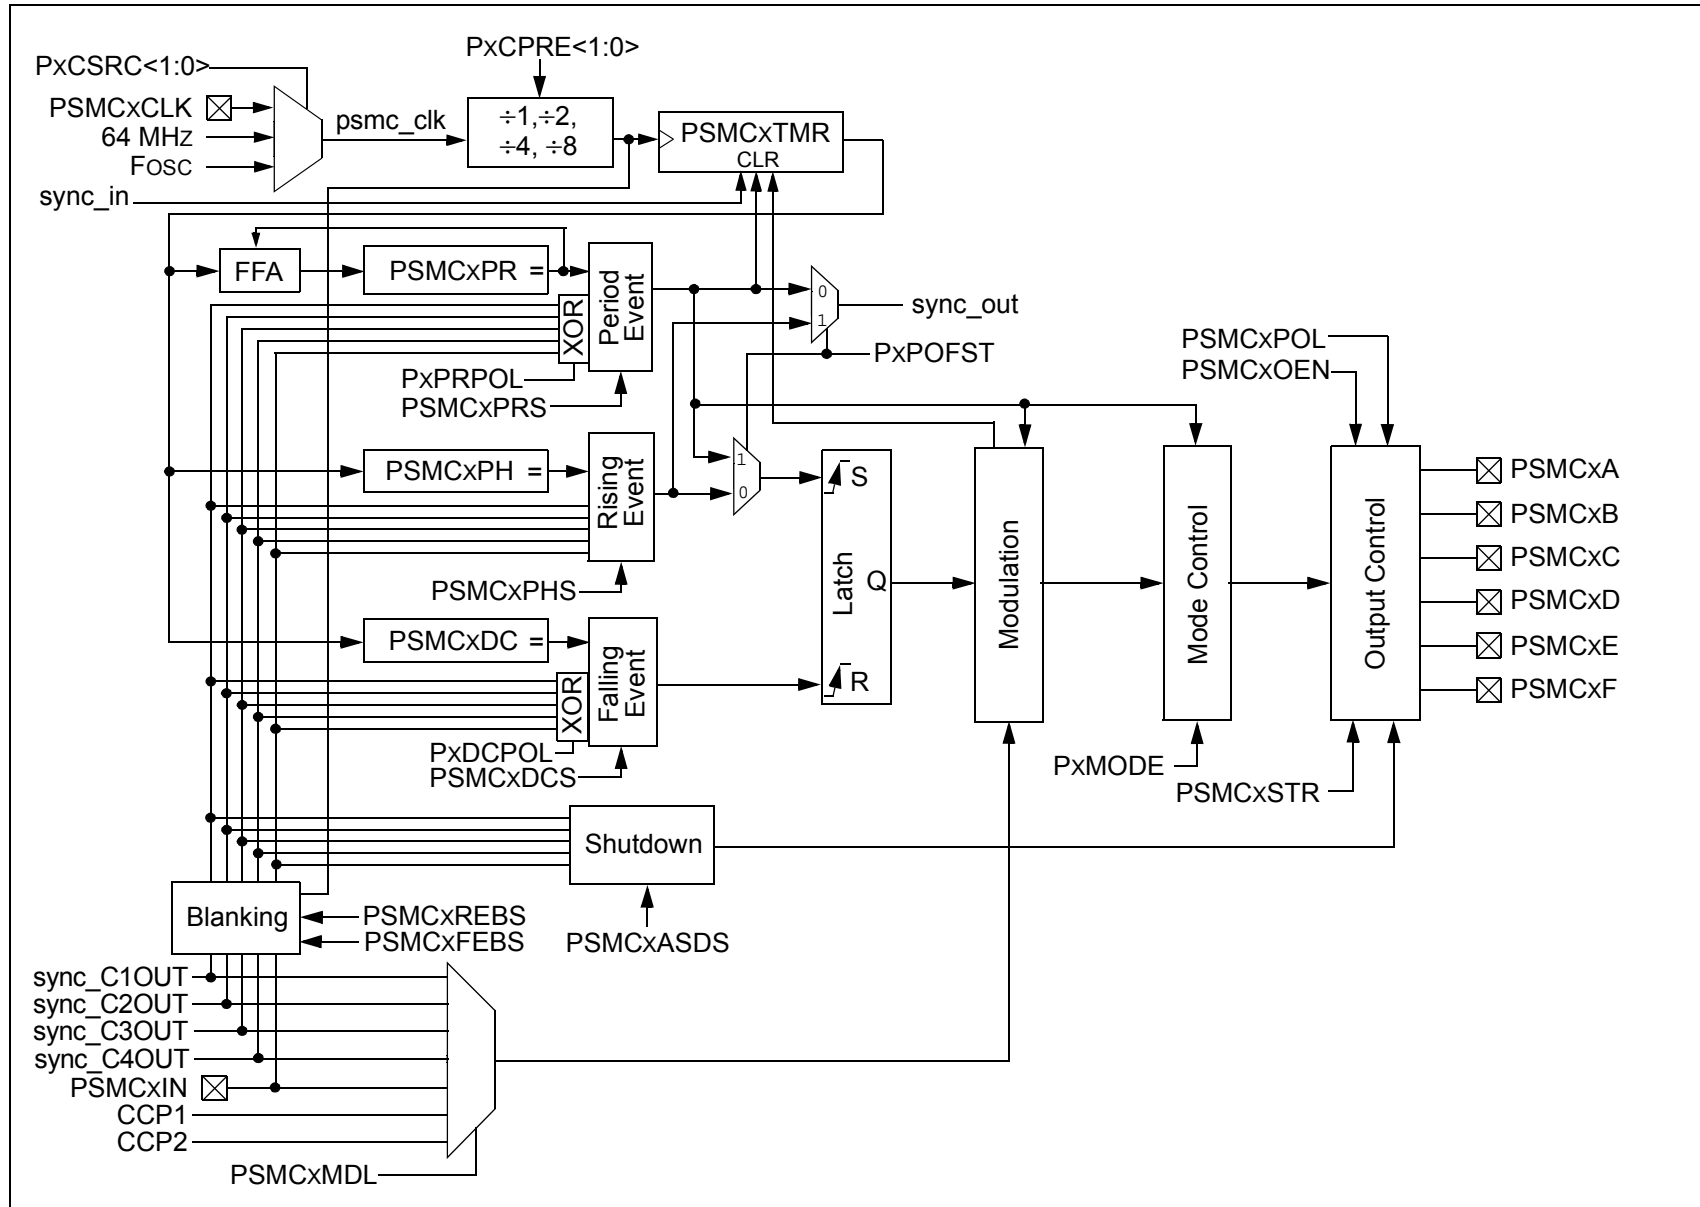 PxCPRE<1:0>
PxCSRC<1:0>
PSMCxCLK
64 MHz
FOSC
psmc_clk
÷1,÷2,
÷4, ÷8
PSMCxTMR
CLR
sync_in
FFA
PSMCxPR =
XOR
Period
Event
0
1
sync_out
PxPOFST
PxPRPOL
PSMCxPRS
PSMCxPOL
PSMCxOEN
PSMCxPH =
Rising
Event
1
0
PSMCxPHS
S
Latch
Q
R
Modulation
Mode Control
Output Control
PSMCxA
PSMCxB
PSMCxC
PSMCxD
PSMCxE
PSMCxF
PSMCxDC =
XOR
Falling
Event
PxDCPOL
PSMCxDCS
PxMODE
PSMCxSTR
Shutdown
PSMCxASDS
Blanking
PSMCxREBS
PSMCxFEBS
sync_C1OUT
sync_C2OUT
sync_C3OUT
sync_C4OUT
PSMCxIN
CCP1
CCP2
PSMCxMDL